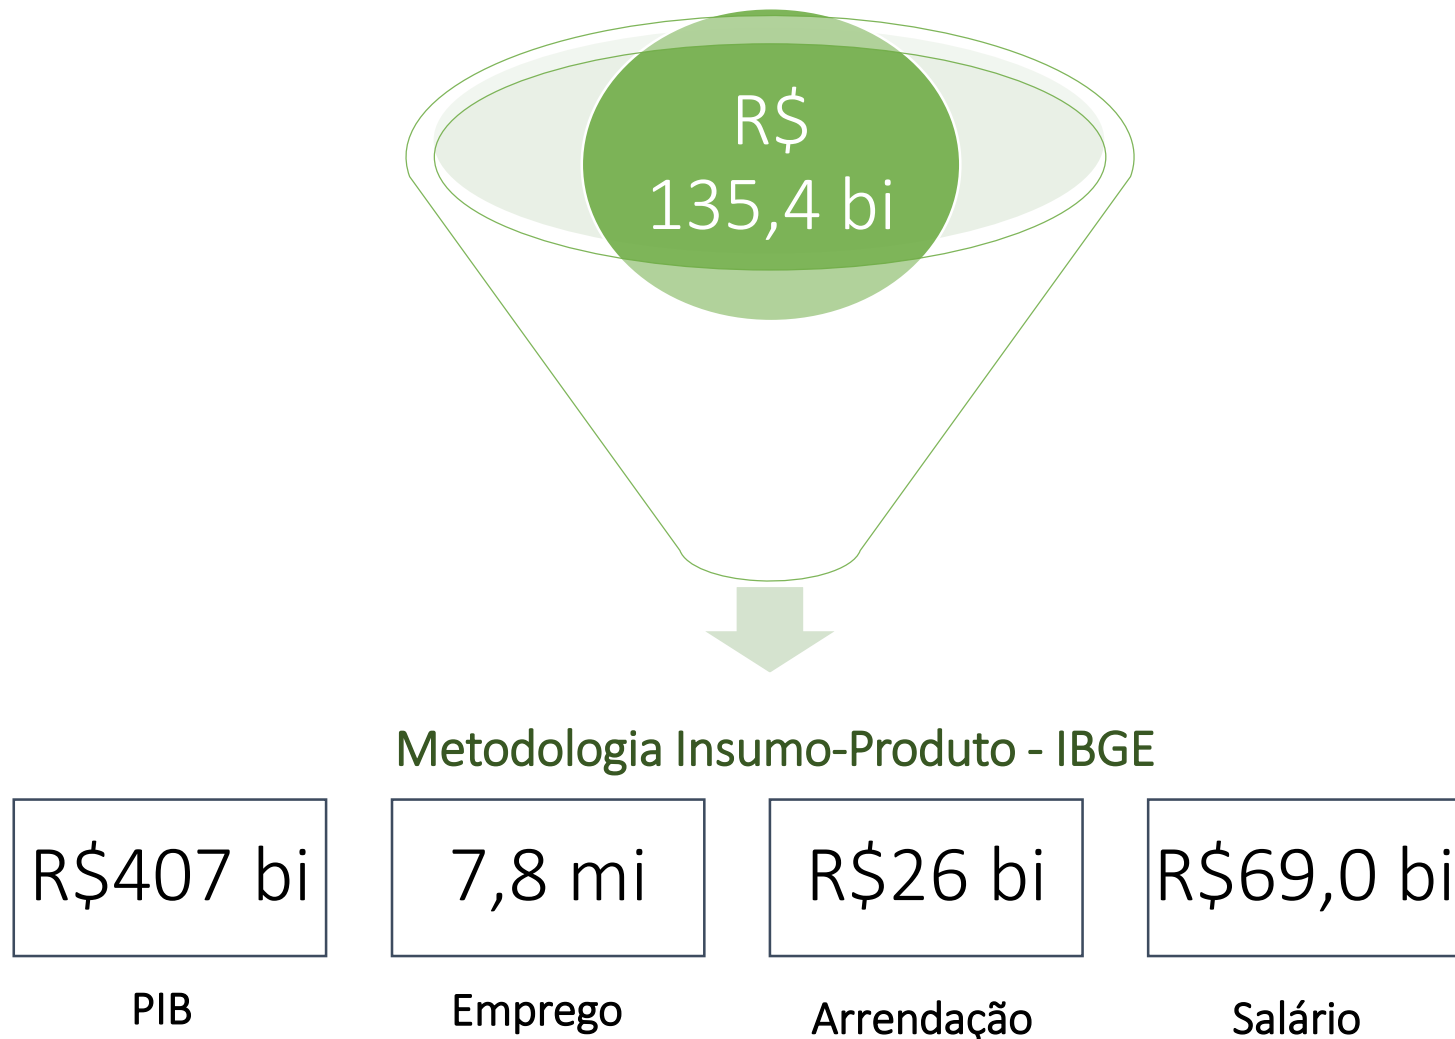 R$
135,4 bi
Metodologia Insumo-Produto - IBGE
R$407 bi
7,8 mi
R$26 bi
R$69,0 bi
PIB
Emprego
Arrendação
Salário